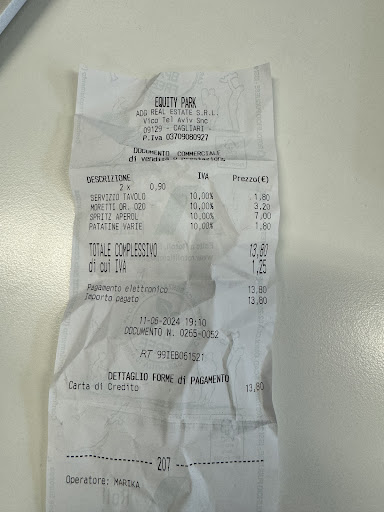 EQUITY PARK
ADG REAL ESTATE S.R.L.
Vico Tel Aviv Snc
09129 - CAGLIARI -
P.Iva 03709080927
DOCUMENTO COMMERCIALE
di vendita o prestazione
DESCRIZIONE IVA Prezzo(€)
2 x 0,90
SERVIZIO TAVOLO 10,00% 1,80
MORETTI GR. 020 10,00% 3,20
SPRITZ APEROL 10,00% 7,00
PATATINE VARIE 10,00% 1,80
TOTALE COMPLESSIVO 13,80
di cui IVA 1,25
Pagamento elettronico 13,80
Importo pagato 13,80
11-06-2024 19:10
DOCUMENTO N. 0265-0052
RT 99IEB061521
DETTAGLIO FORME di PAGAMENTO
Carta di Credito 13,80
207
Operatore: MARIKA